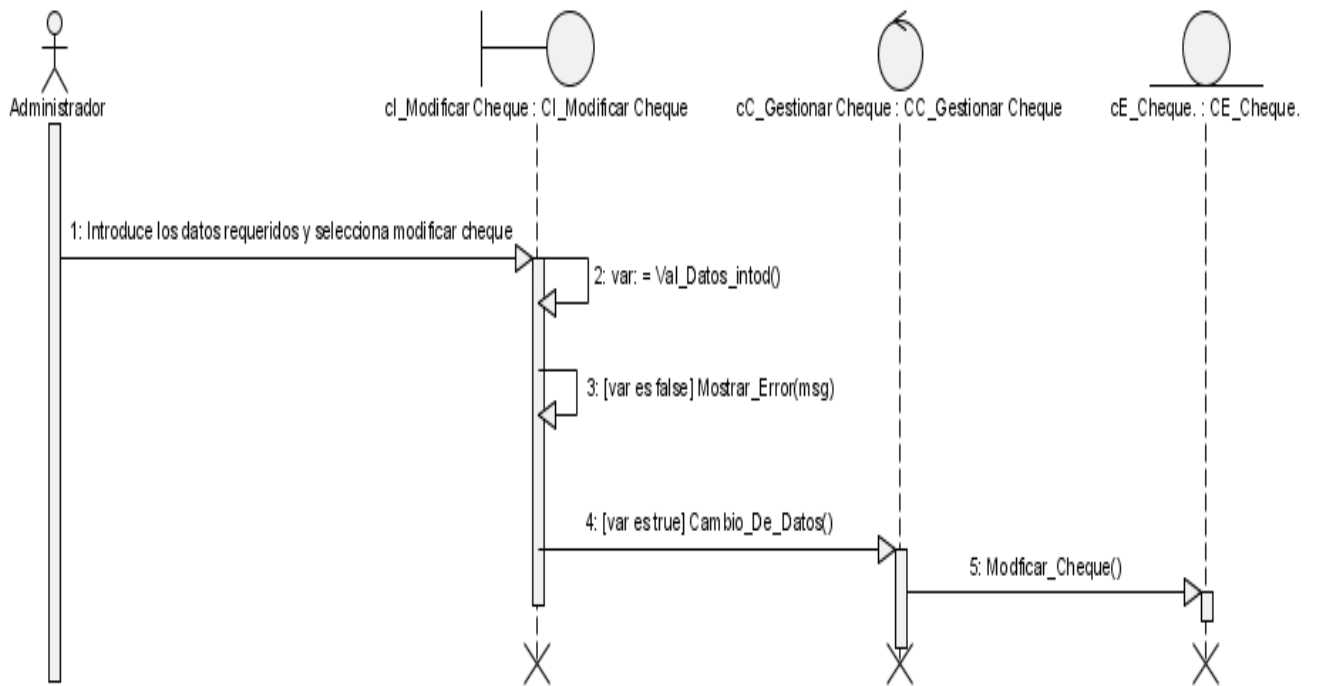 Administrador
cI_Modificar Cheque : CI_Modificar Cheque
cC_Gestionar Cheque : CC_Gestionar Cheque
cE_Cheque. : CE_Cheque.
1: Introduce los datos requeridos y selecciona modificar cheque
2: var: = Val_Datos_intod()
3: [var es false] Mostrar_Error(msg)
4: [var es true] Cambio_De_Datos()
5: Modficar_Cheque()